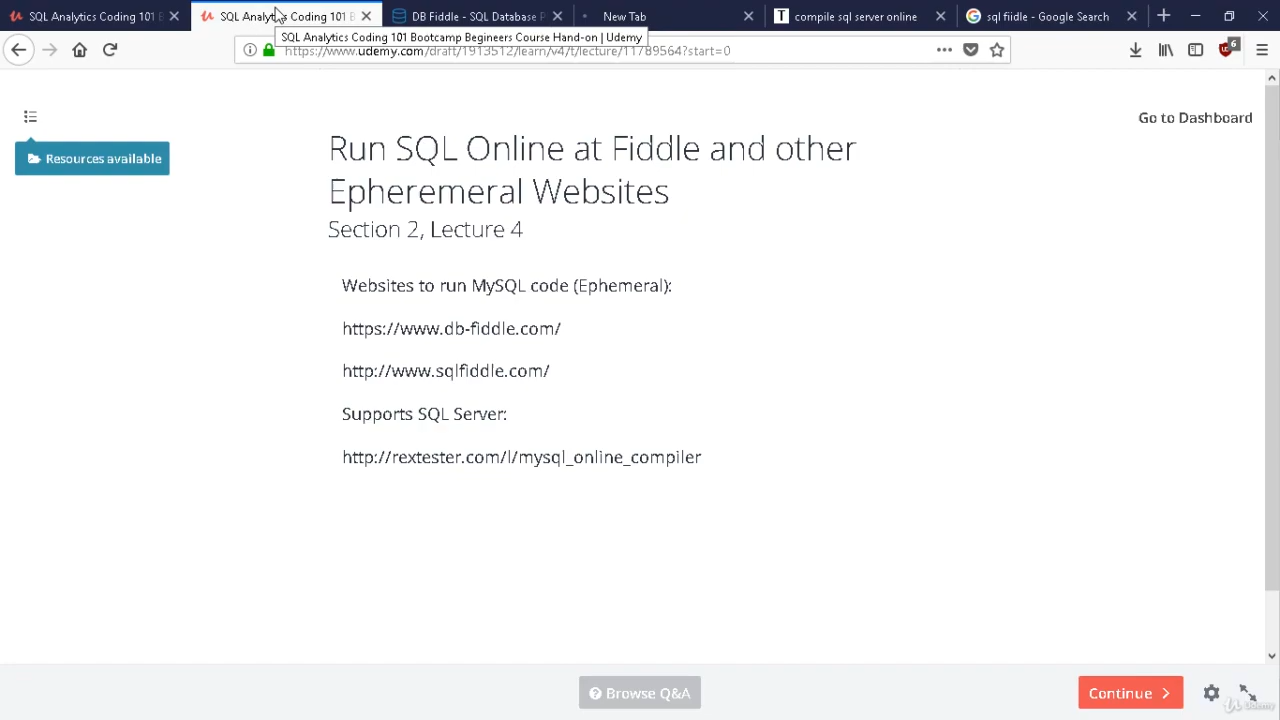 SQL Analytics Coding 101 B
SQL Analytics Coding 101 B
DB Fiddle - SQL Database P
New Tab
compile sql server online
sql fiidle - Google Search
SQL Analytics Coding 101 Bootcamp Begineers Course Hand-on | Udemy
https://www.udemy.com/draft/1913512/learn/v4/t/lecture/11789564?start=0
6
Go to Dashboard
Resources available
Run SQL Online at Fiddle and other
Epheremeral Websites
Section 2, Lecture 4
Websites to run MySQL code (Ephemeral):
https://www.db-fiddle.com/
http://www.sqlfiddle.com/
Supports SQL Server:
http://rextester.com/l/mysql_online_compiler
Browse Q&A
Continue
Udemy